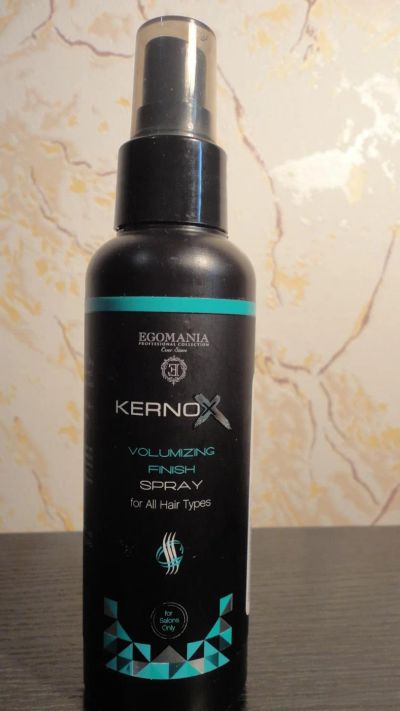 EGOMANIA
PROFESSIONAL COLLECTION
E
KERNOX
VOLUMIZING
FINISH
SPRAY
for All Hair Types
for
Salons
Only